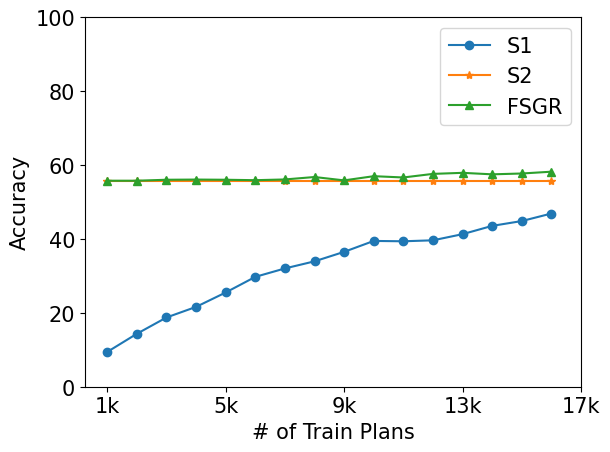 100
80
60
40
20
0
Accuracy
S1
S2
FSGR
1k 5k 9k 13k 17k
# of Train Plans